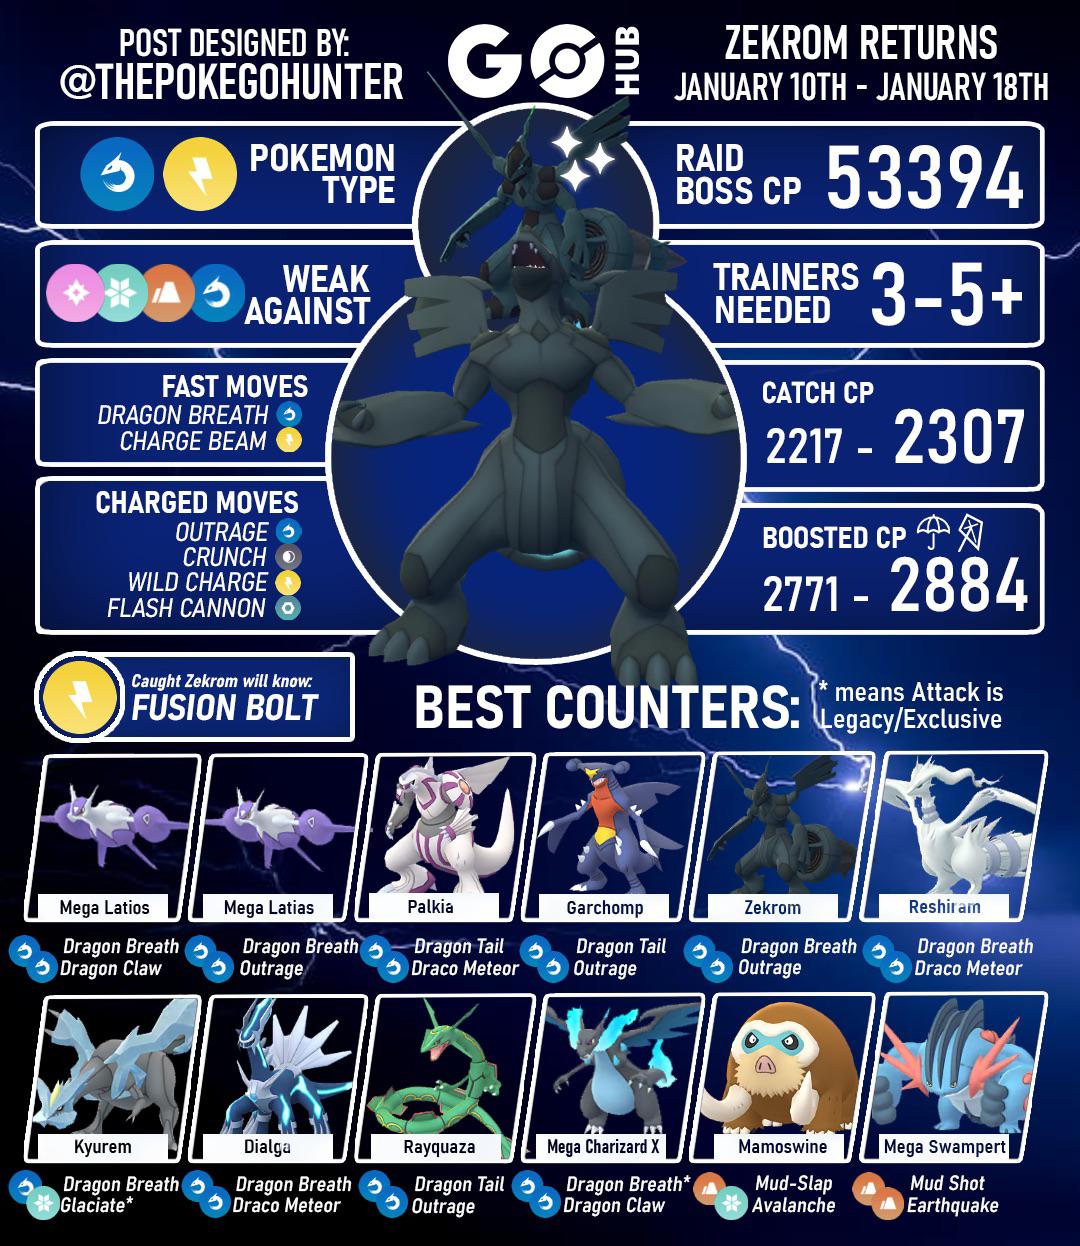 POST DESIGNED BY:
@THEPOKEGOHUNTER
GO HUB
ZEKROM RETURNS
JANUARY 10TH - JANUARY 18TH
POKEMON
TYPE
RAID
BOSS CP
53394
WEAK
AGAINST
TRAINERS
NEEDED
3-5+
FAST MOVES
DRAGON BREATH
CHARGE BEAM
CATCH CP
2217 - 2307
CHARGED MOVES
OUTRAGE
CRUNCH
WILD CHARGE
FLASH CANNON
BOOSTED CP
2771 - 2884
Caught Zekrom will know:
FUSION BOLT
BEST COUNTERS:
* means Attack is
Legacy/Exclusive
Mega Latios
Mega Latias
Palkia
Garchomp
Zekrom
Reshiram
Dragon Breath
Dragon Claw
Dragon Breath
Outrage
Dragon Tail
Draco Meteor
Dragon Tail
Outrage
Dragon Breath
Outrage
Dragon Breath
Draco Meteor
Kyurem
Dialga
Rayquaza
Mega Charizard X
Mamoswine
Mega Swampert
Dragon Breath
Glaciate*
Dragon Breath
Draco Meteor
Dragon Tail
Outrage
Dragon Breath*
Dragon Claw
Mud-Slap
Avalanche
Mud Shot
Earthquake